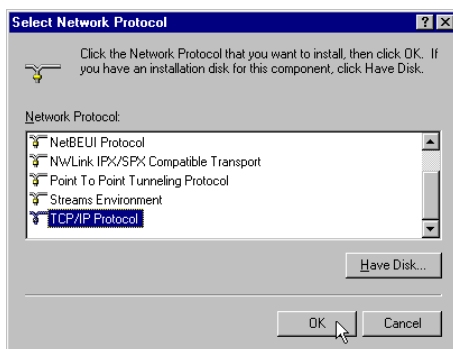 Select Network Protocol
Click the Network Protocol that you want to install, then click OK. If
you have an installation disk for this component, click Have Disk.
Network Protocol:
NetBEUI Protocol
NWLink IPX/SPX Compatible Transport
Point To Point Tunneling Protocol
Streams Environment
TCP/IP Protocol
Have Disk...
OK
Cancel